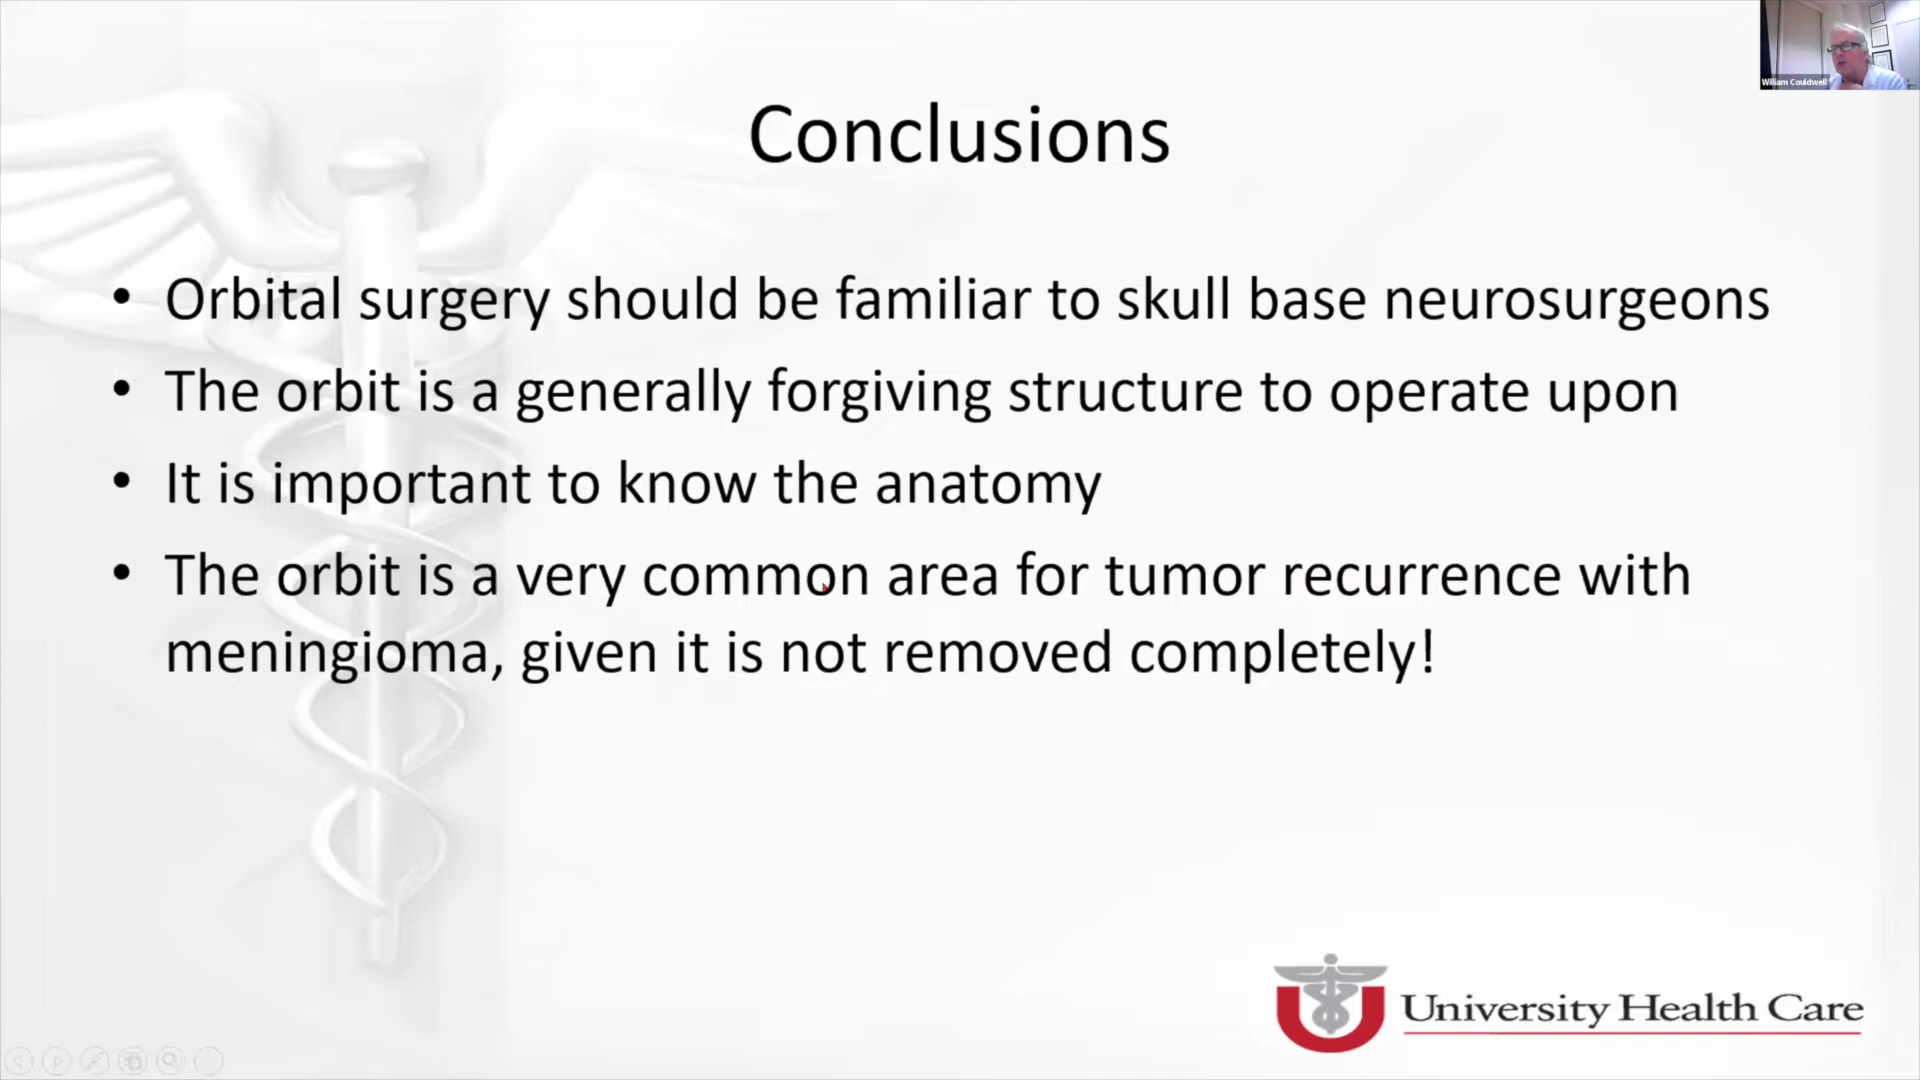 William Couldwell
Conclusions
• Orbital surgery should be familiar to skull base neurosurgeons
• The orbit is a generally forgiving structure to operate upon
• It is important to know the anatomy
• The orbit is a very common area for tumor recurrence with
meningioma, given it is not removed completely!
University Health Care